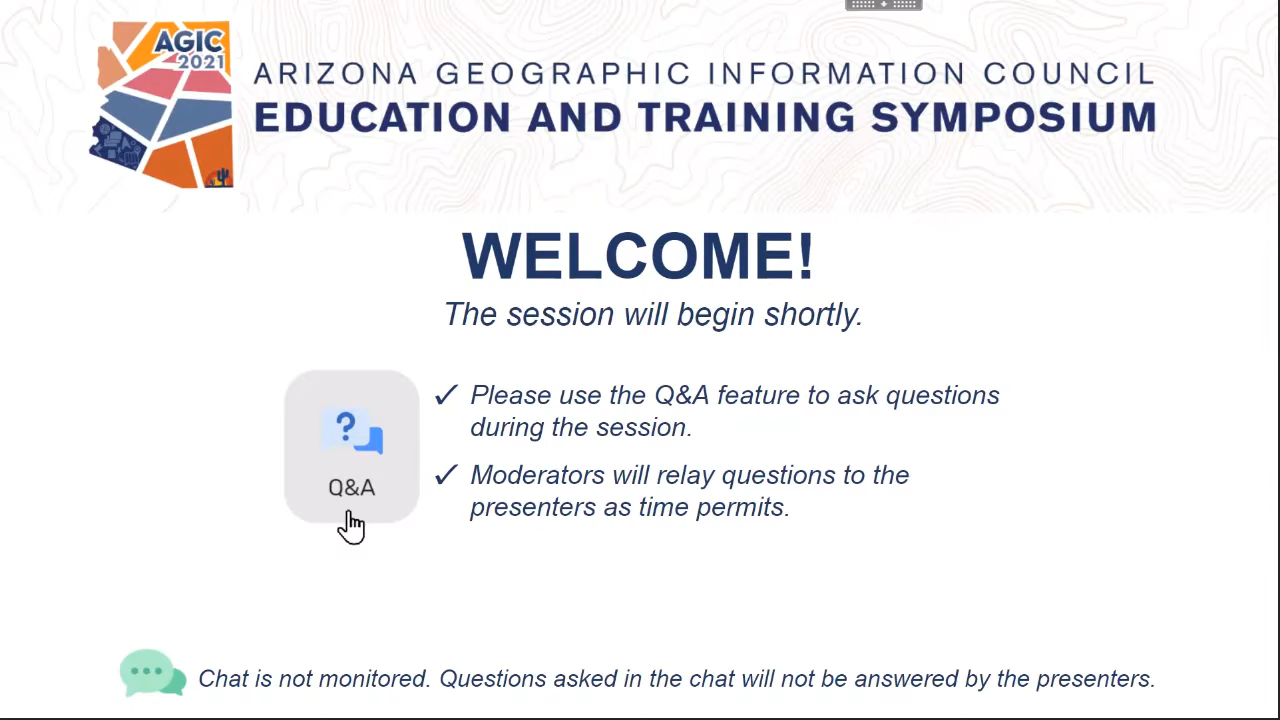 AGIC
2021
ARIZONA GEOGRAPHIC INFORMATION COUNCIL
EDUCATION AND TRAINING SYMPOSIUM
WELCOME!
The session will begin shortly.
Q&A
✓ Please use the Q&A feature to ask questions
during the session.
✓ Moderators will relay questions to the
presenters as time permits.
Chat is not monitored. Questions asked in the chat will not be answered by the presenters.